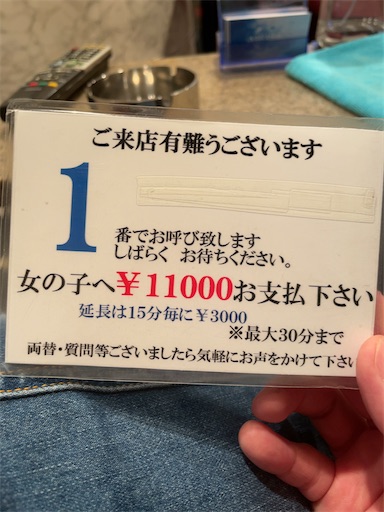 ご来店有難うございます
1
番でお呼び致します
しばらく お待ちください。
女の子へ￥11000お支払下さい
延長は15分毎に￥3000
※最大30分まで
両替・質問等ございましたら気軽にお声をかけて下さい